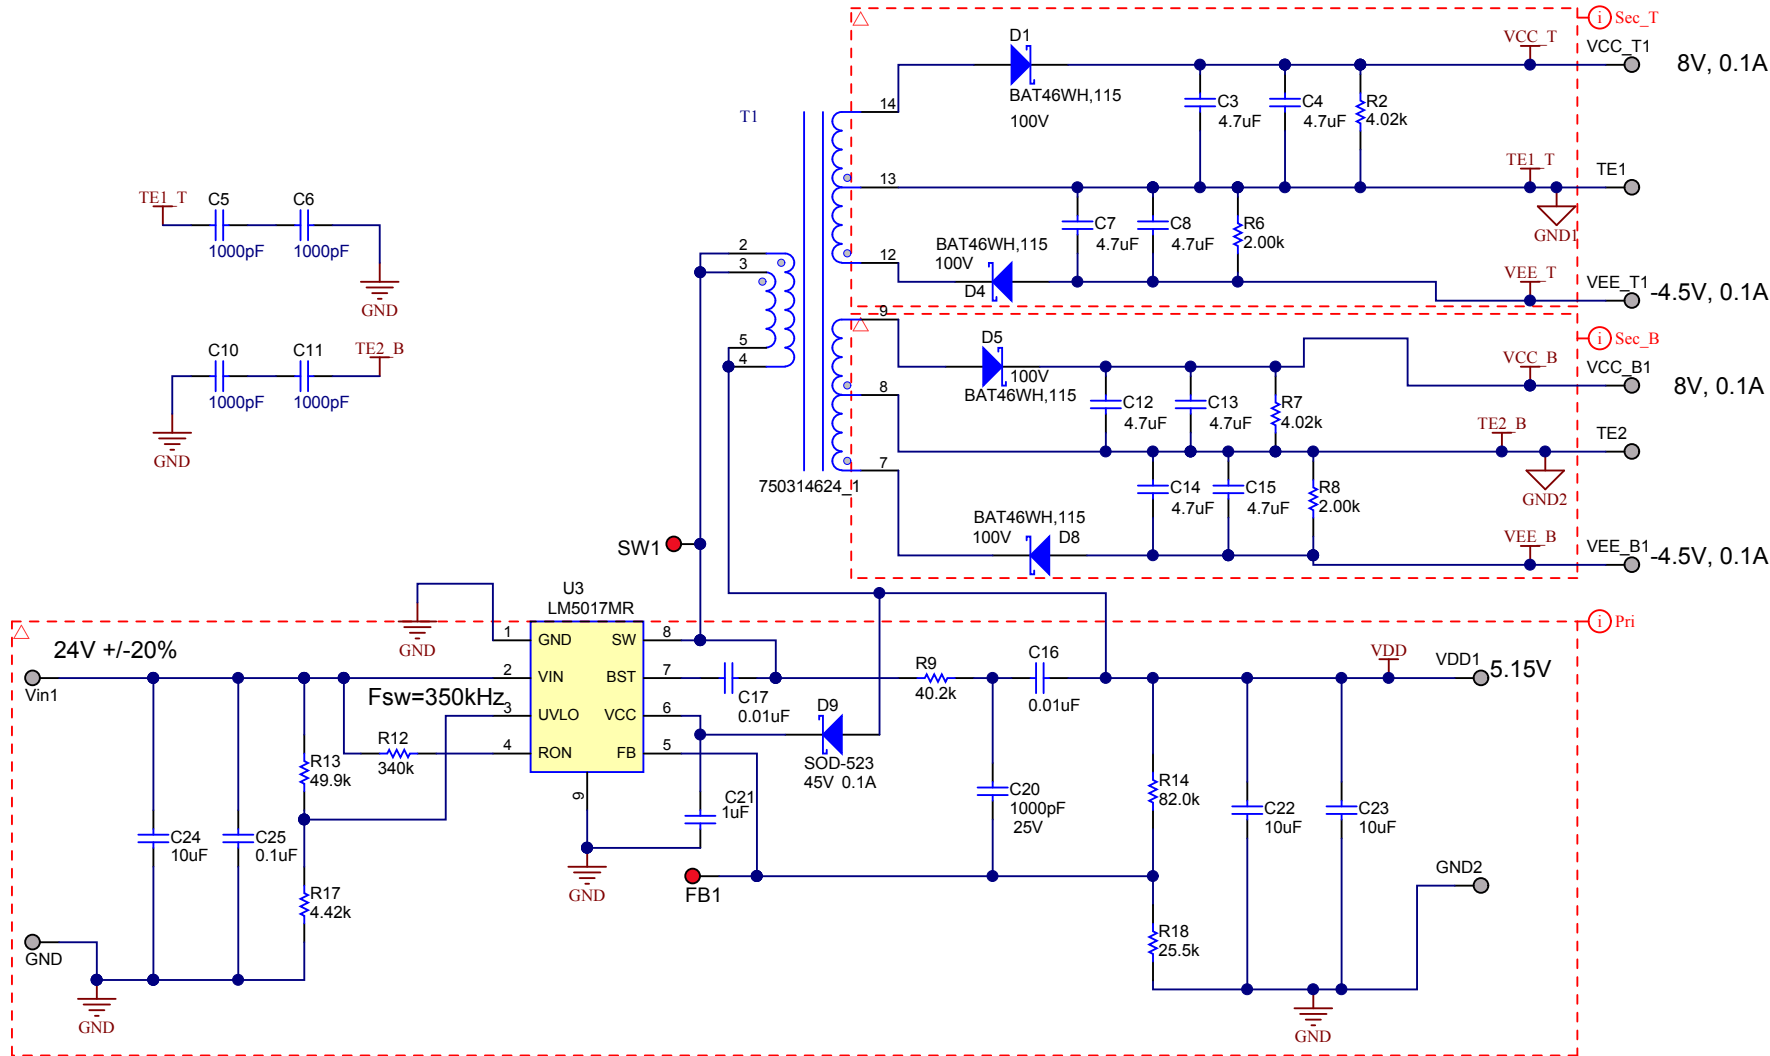 Sec_T
VCC_T
VCC_T1
8V, 0.1A
D1
BAT46WH,115
100V
C3
4.7uF
C4
4.7uF
R2
4.02k
T1
14
13
12
TE1_T
TE1
GND1
C7
4.7uF
C8
4.7uF
R6
2.00k
BAT46WH,115
100V
D4
VEE_T
VEE_T1
-4.5V, 0.1A
TE1_T
C5
1000pF
C6
1000pF
GND
2
3
5
4
C10
1000pF
C11
1000pF
TE2_B
GND
9
8
7
750314624_1
Sec_B
D5
100V
BAT46WH,115
VCC_B
VCC_B1
8V, 0.1A
C12
4.7uF
C13
4.7uF
R7
4.02k
TE2_B
TE2
GND2
C14
4.7uF
C15
4.7uF
R8
2.00k
BAT46WH,115
100V
D8
VEE_B
VEE_B1
-4.5V, 0.1A
SW1
U3
LM5017MR
GND
1
GND
SW
8
2
VIN
BST
7
3
UVLO
VCC
6
4
RON
FB
5
9
Pri
24V +/-20%
Vin1
Fsw=350kHz
R12
340k
R13
49.9k
C17
0.01uF
R9
40.2k
C16
0.01uF
VDD
VDD1
5.15V
D9
SOD-523
45V 0.1A
C21
1uF
C20
1000pF
25V
R14
82.0k
C22
10uF
C23
10uF
C24
10uF
C25
0.1uF
R17
4.42k
GND
FB1
GND2
R18
25.5k
GND
GND
GND